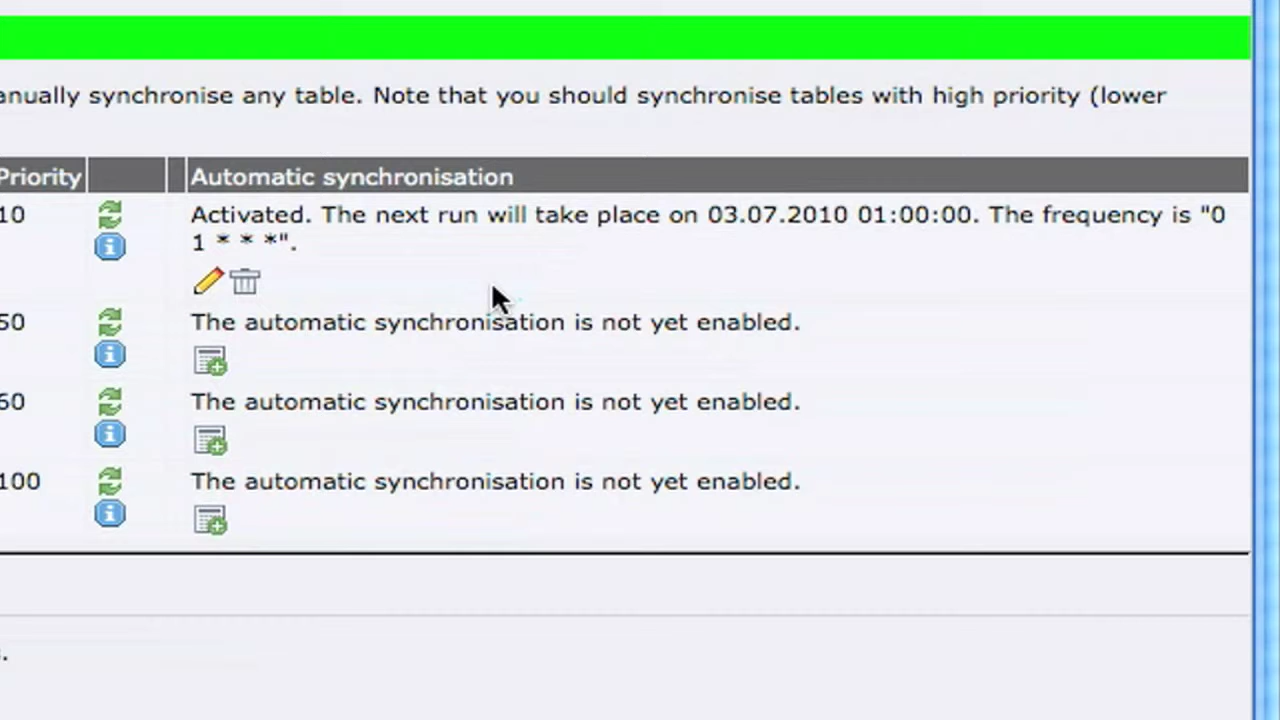 anually synchronise any table. Note that you should synchronise tables with high priority (lower
Priority Automatic synchronisation
10 Activated. The next run will take place on 03.07.2010 01:00:00. The frequency is "0
1 * * *".
50 The automatic synchronisation is not yet enabled.
60 The automatic synchronisation is not yet enabled.
100 The automatic synchronisation is not yet enabled.
.